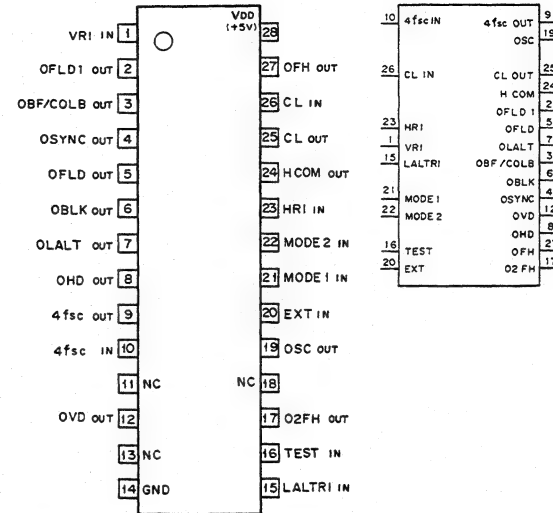 VDD
(+5V)
VRI IN 1
28
OFLD1 OUT 2
27 OFH OUT
OBF/COLB OUT 3
26 CL IN
OSYNC OUT 4
25 CL OUT
OFLD OUT 5
24 HCOM OUT
OBLK OUT 6
23 HRI IN
OLALT OUT 7
22 MODE 2 IN
OHD OUT 8
21 MODE 1 IN
4fsc OUT 9
20 EXT IN
4fsc IN 10
19 OSC OUT
11 NC
NC 18
OVD OUT 12
17 O2FH OUT
13 NC
16 TEST IN
14 GND
15 LALTRI IN
10 4fsc IN
4fsc OUT 9
OSC 19
26 CL IN
CL OUT 25
H COM 24
OFLD 1 2
23 HRI
OFLD 5
1 VRI
OLALT 7
15 LALTRI
OBF/COLB 3
OBLK 6
21 MODE 1
OSYNC 4
22 MODE 2
OVD 12
OHD 8
16 TEST
OFH 27
20 EXT
O2 FH 17